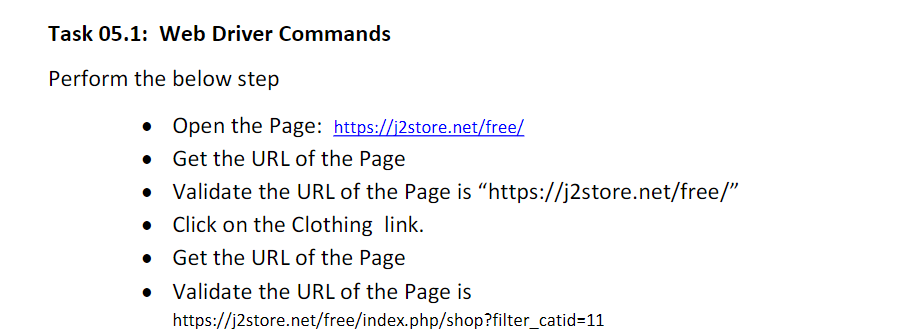 Task 05.1: Web Driver Commands
Perform the below step
• Open the Page: https://j2store.net/free/
• Get the URL of the Page
• Validate the URL of the Page is “https://j2store.net/free/”
• Click on the Clothing link.
• Get the URL of the Page
• Validate the URL of the Page is
https://j2store.net/free/index.php/shop?filter_catid=11